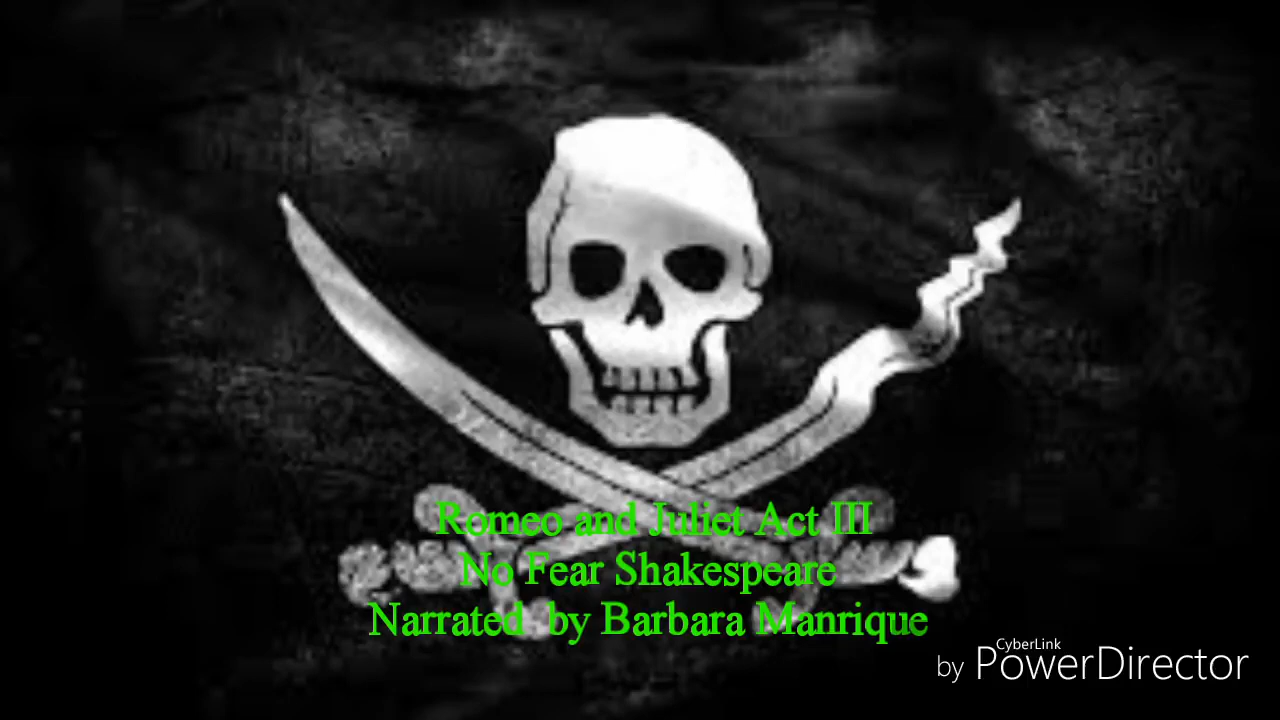 Romeo and Juliet Act III
No Fear Shakespeare
Narrated  by Barbara Manrique
CyberLink
by PowerDirector